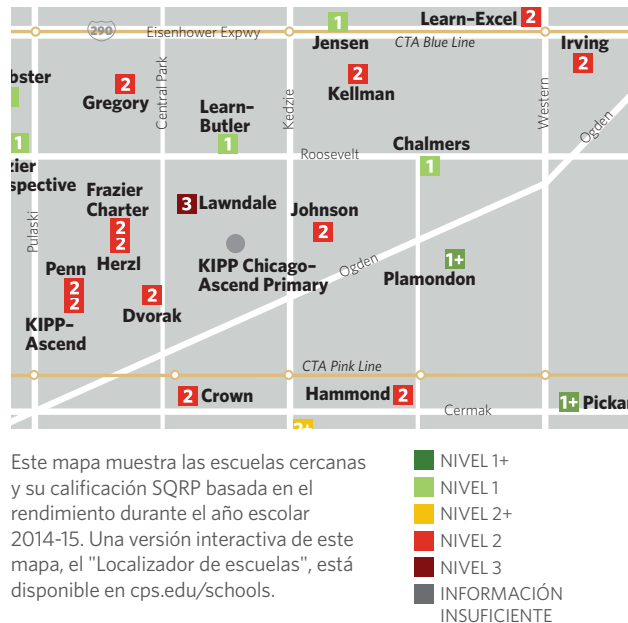 Learn–Excel 2
290
Eisenhower Expwy
1
Jensen
CTA Blue Line
Irving
2
bster
2
Gregory
Central Park
2
Kellman
Kedzie
Western
Ogden
Learn–
Butler
1
1
Roosevelt
Chalmers
1
zier
spective
Frazier
Charter
2
2
Herzl
3 Lawndale
Johnson
2
Pulaski
KIPP Chicago–
Ascend Primary
Ogden
1+
Plamondon
Penn
2
2
KIPP–
Ascend
2
Dvorak
CTA Pink Line
2 Crown
Hammond 2
Cermak
1+ Pickar
2+
Este mapa muestra las escuelas cercanas
y su calificación SQRP basada en el
rendimiento durante el año escolar
2014-15. Una versión interactiva de este
mapa, el "Localizador de escuelas", está
disponible en cps.edu/schools.
NIVEL 1+
NIVEL 1
NIVEL 2+
NIVEL 2
NIVEL 3
INFORMACIÓN
INSUFICIENTE